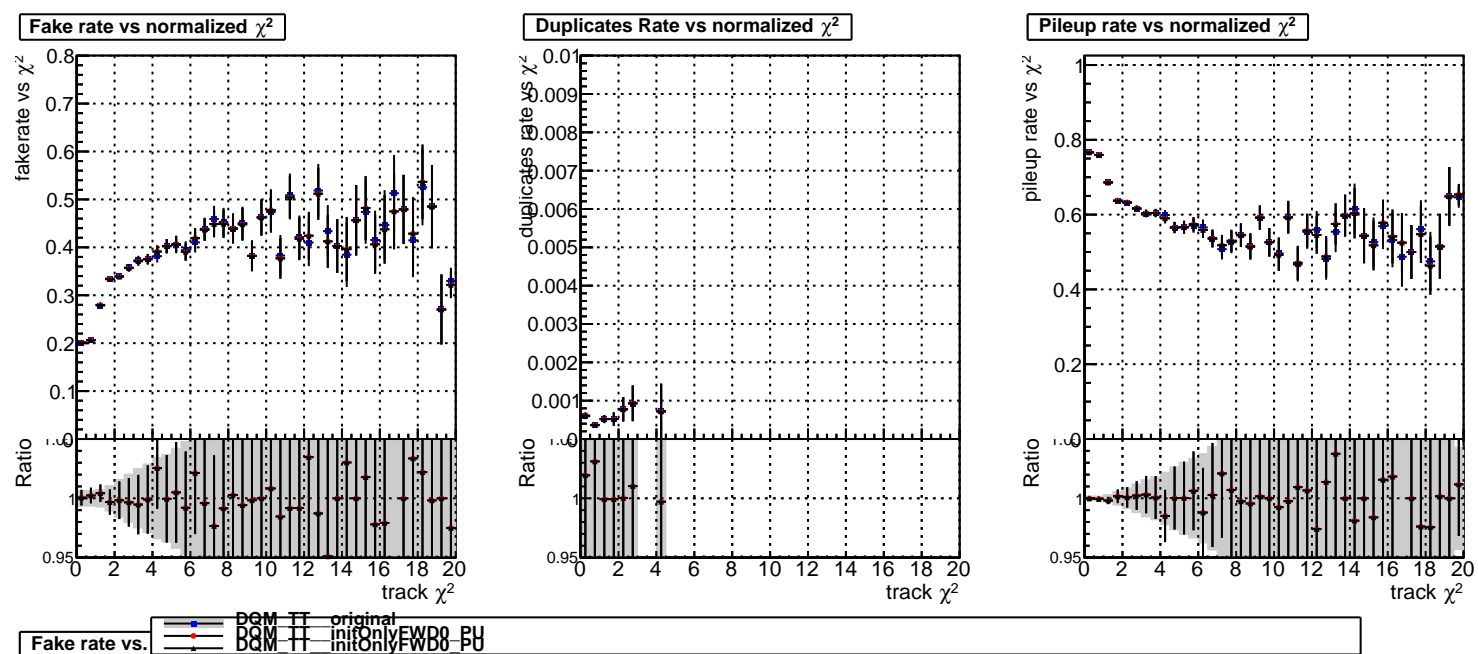 Fake rate vs normalized χ²
fakerate vs χ²
0.8
0.7
0.6
0.5
0.4
0.3
0.2
0.1
0
Ratio
1
0.95
0 2 4 6 8 10 12 14 16 18 20
track χ²
Duplicates Rate vs normalized χ²
duplicates rate vs χ²
0.01
0.009
0.008
0.007
0.006
0.005
0.004
0.003
0.002
0.001
0
Ratio
1
0.95
0 2 4 6 8 10 12 14 16 18 20
track χ²
Pileup rate vs normalized χ²
pileup rate vs χ²
1
0.8
0.6
0.4
0.2
0
Ratio
1
0.95
0 2 4 6 8 10 12 14 16 18 20
track χ²
DQM_TT__original
DQM_TT__initOnlyFWD0_PU
DQM_TT__initOnlyFWD0_PU
Fake rate vs.